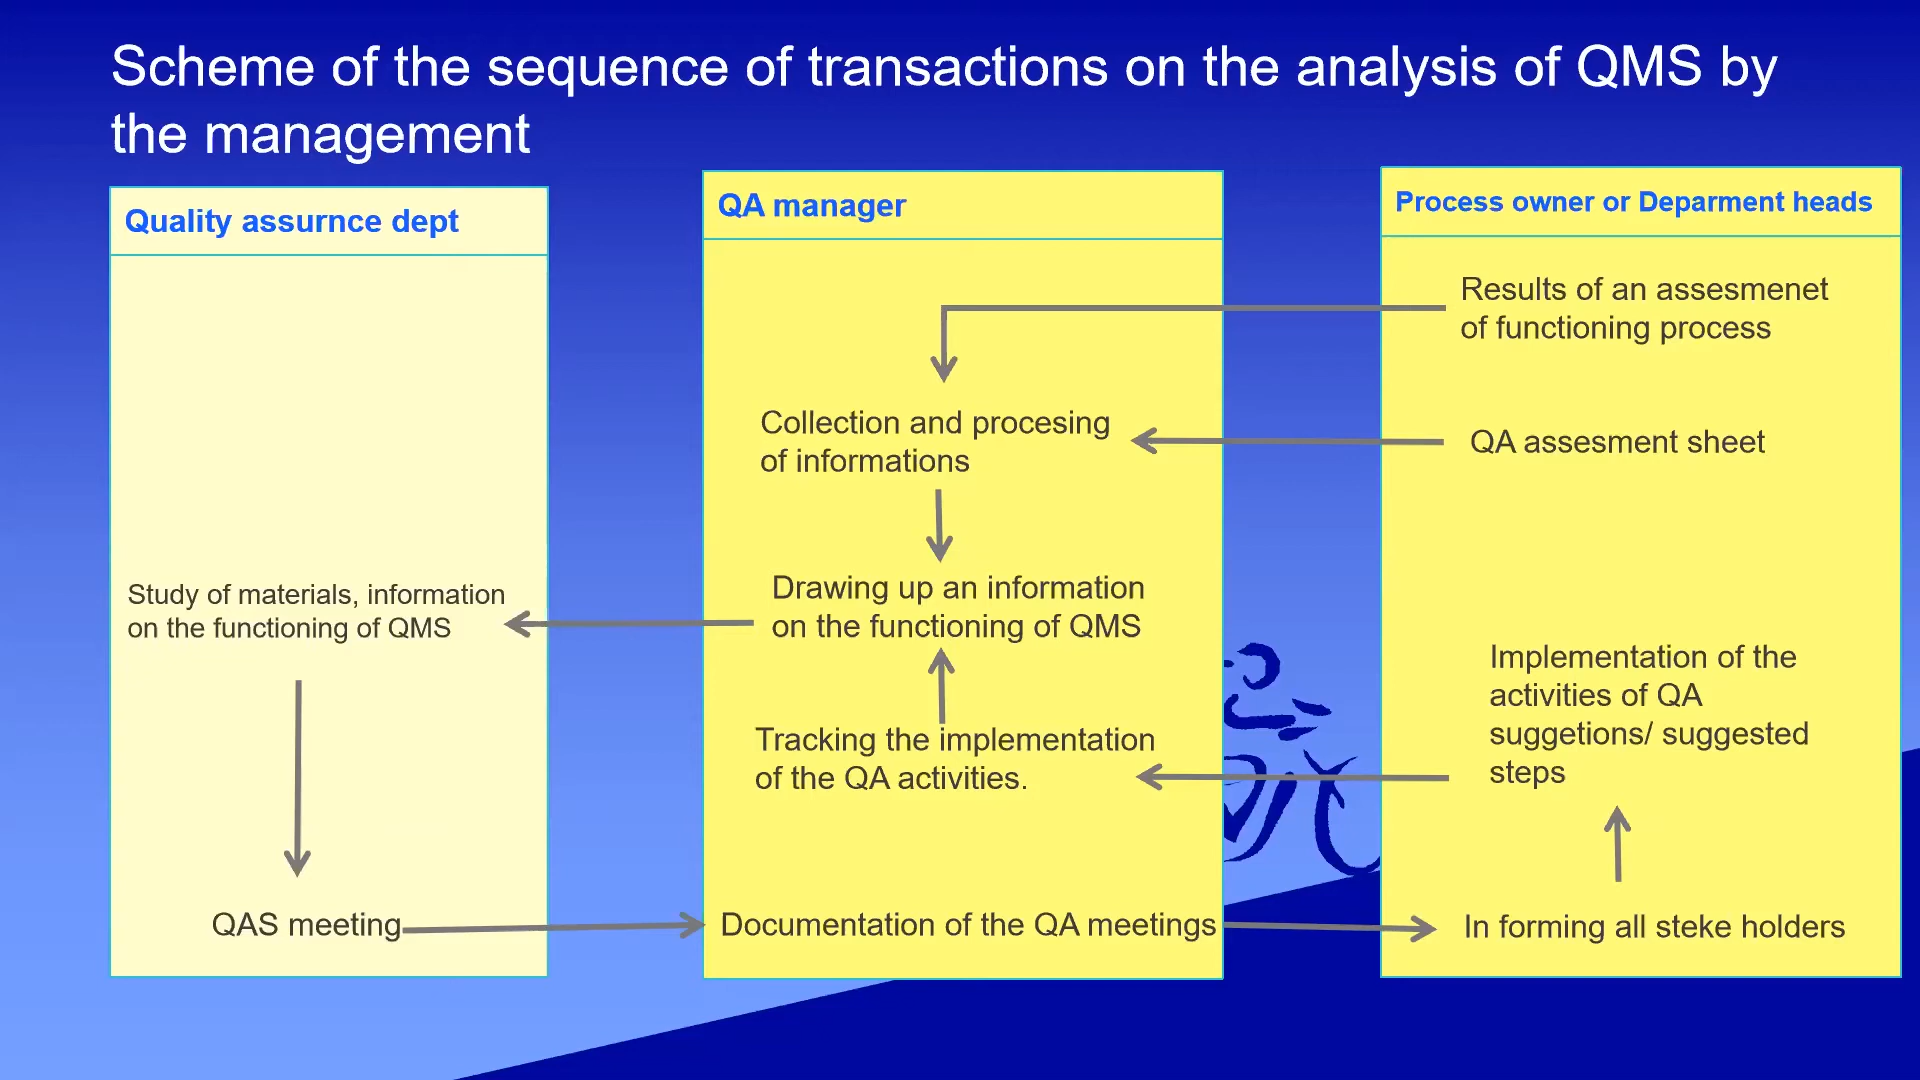 Scheme of the sequence of transactions on the analysis of QMS by
the management
Quality assurnce dept
Study of materials, information
on the functioning of QMS
QAS meeting
QA manager
Collection and procesing
of informations
Drawing up an information
on the functioning of QMS
Tracking the implementation
of the QA activities.
Documentation of the QA meetings
Process owner or Deparment heads
Results of an assesmenet
of functioning process
QA assesment sheet
Implementation of the
activities of QA
suggetions/ suggested
steps
In forming all steke holders